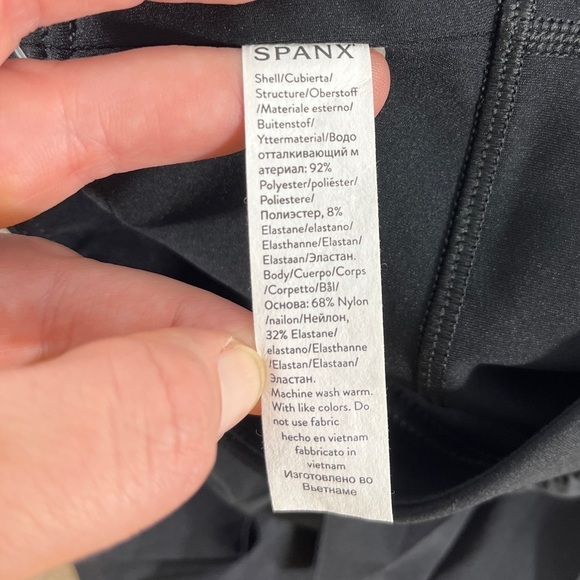 SPANX
Shell/Cubierta/
Structure/Oberstoff
/Materiale esterno/
Buitenstof/
Yttermaterial/Водо
отталкивающий м
атериал: 92%
Polyester/poliéster/
Poliestere/
Полиэстер, 8%
Elastane/elastano/
Elasthanne/Elastan/
Elastaan/Эластан.
Body/Cuerpo/Corps
/Corpetto/Bål/
Основа: 68% Nylon
/nailon/Нейлон,
32% Elastane/
elastano/Elasthanne
/Elastan/Elastaan/
Эластан.
Machine wash warm.
With like colors. Do
not use fabric
hecho en vietnam
fabbricato in
vietnam
Изготовлено во
Вьетнаме